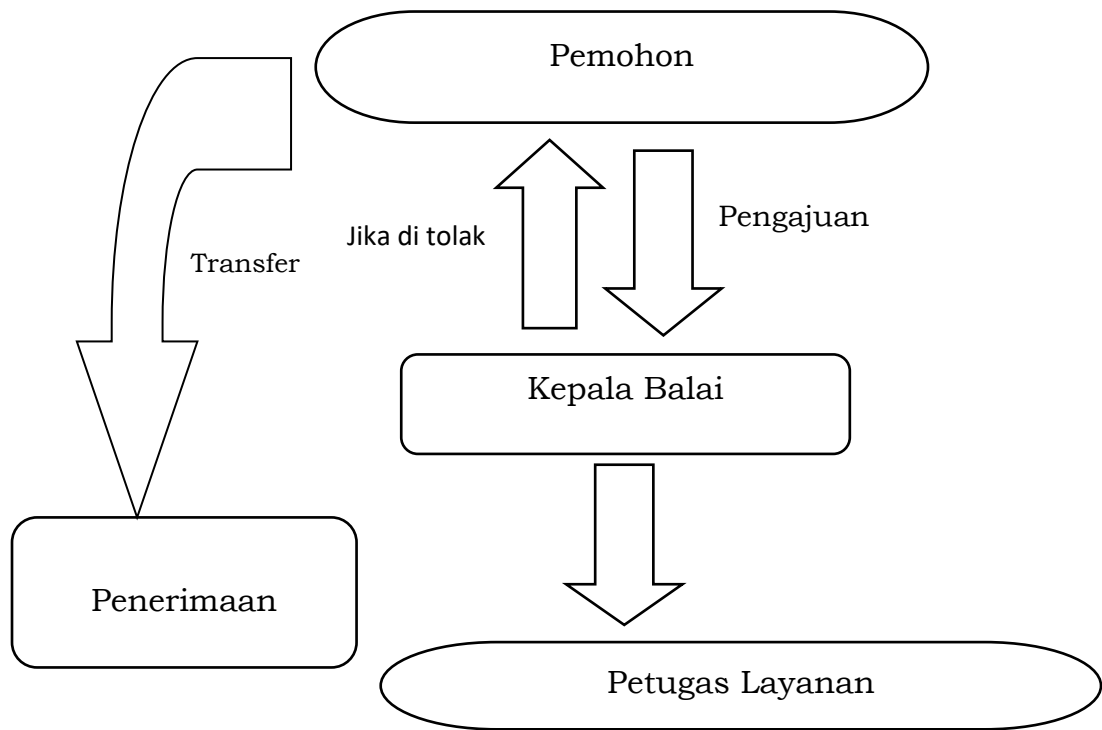 Pemohon
Pengajuan
Jika di tolak
Transfer
Kepala Balai
Penerimaan
Petugas Layanan